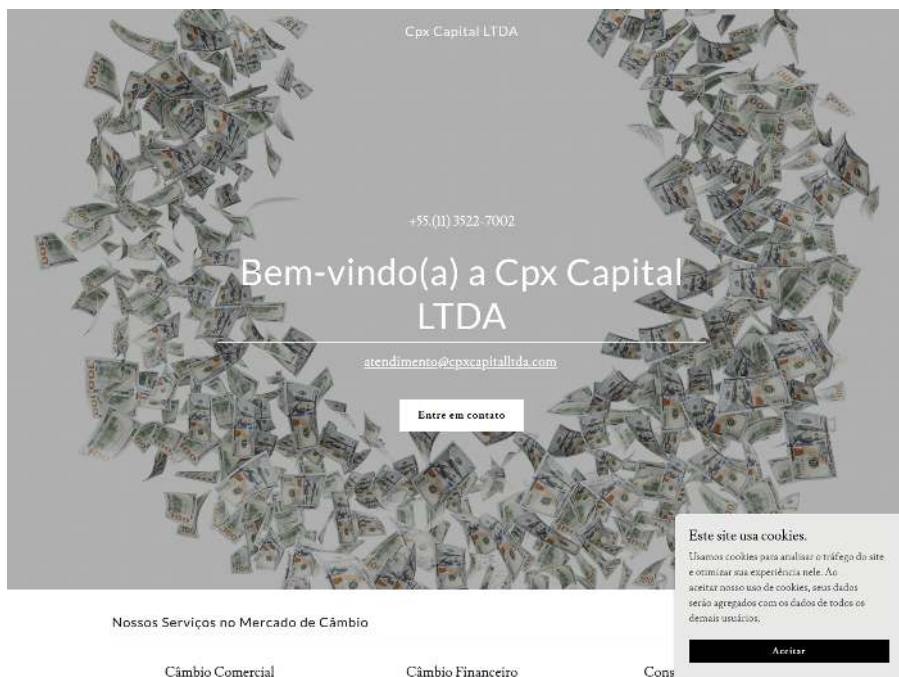 Cpx Capital LTDA
+55.(11) 3522-7002
Bem-vindo(a) a Cpx Capital
LTDA
atendimento@cpxcapitalltda.com
Entre em contato
Este site usa cookies.
Usamos cookies para analisar o tráfego do site
e otimizar sua experiência nele. Ao
aceitar nosso uso de cookies, seus dados
serão agregados com os dados de todos os
demais usuários.
Aceitar
Nossos Serviços no Mercado de Câmbio
Câmbio Comercial
Câmbio Financeiro
Cons